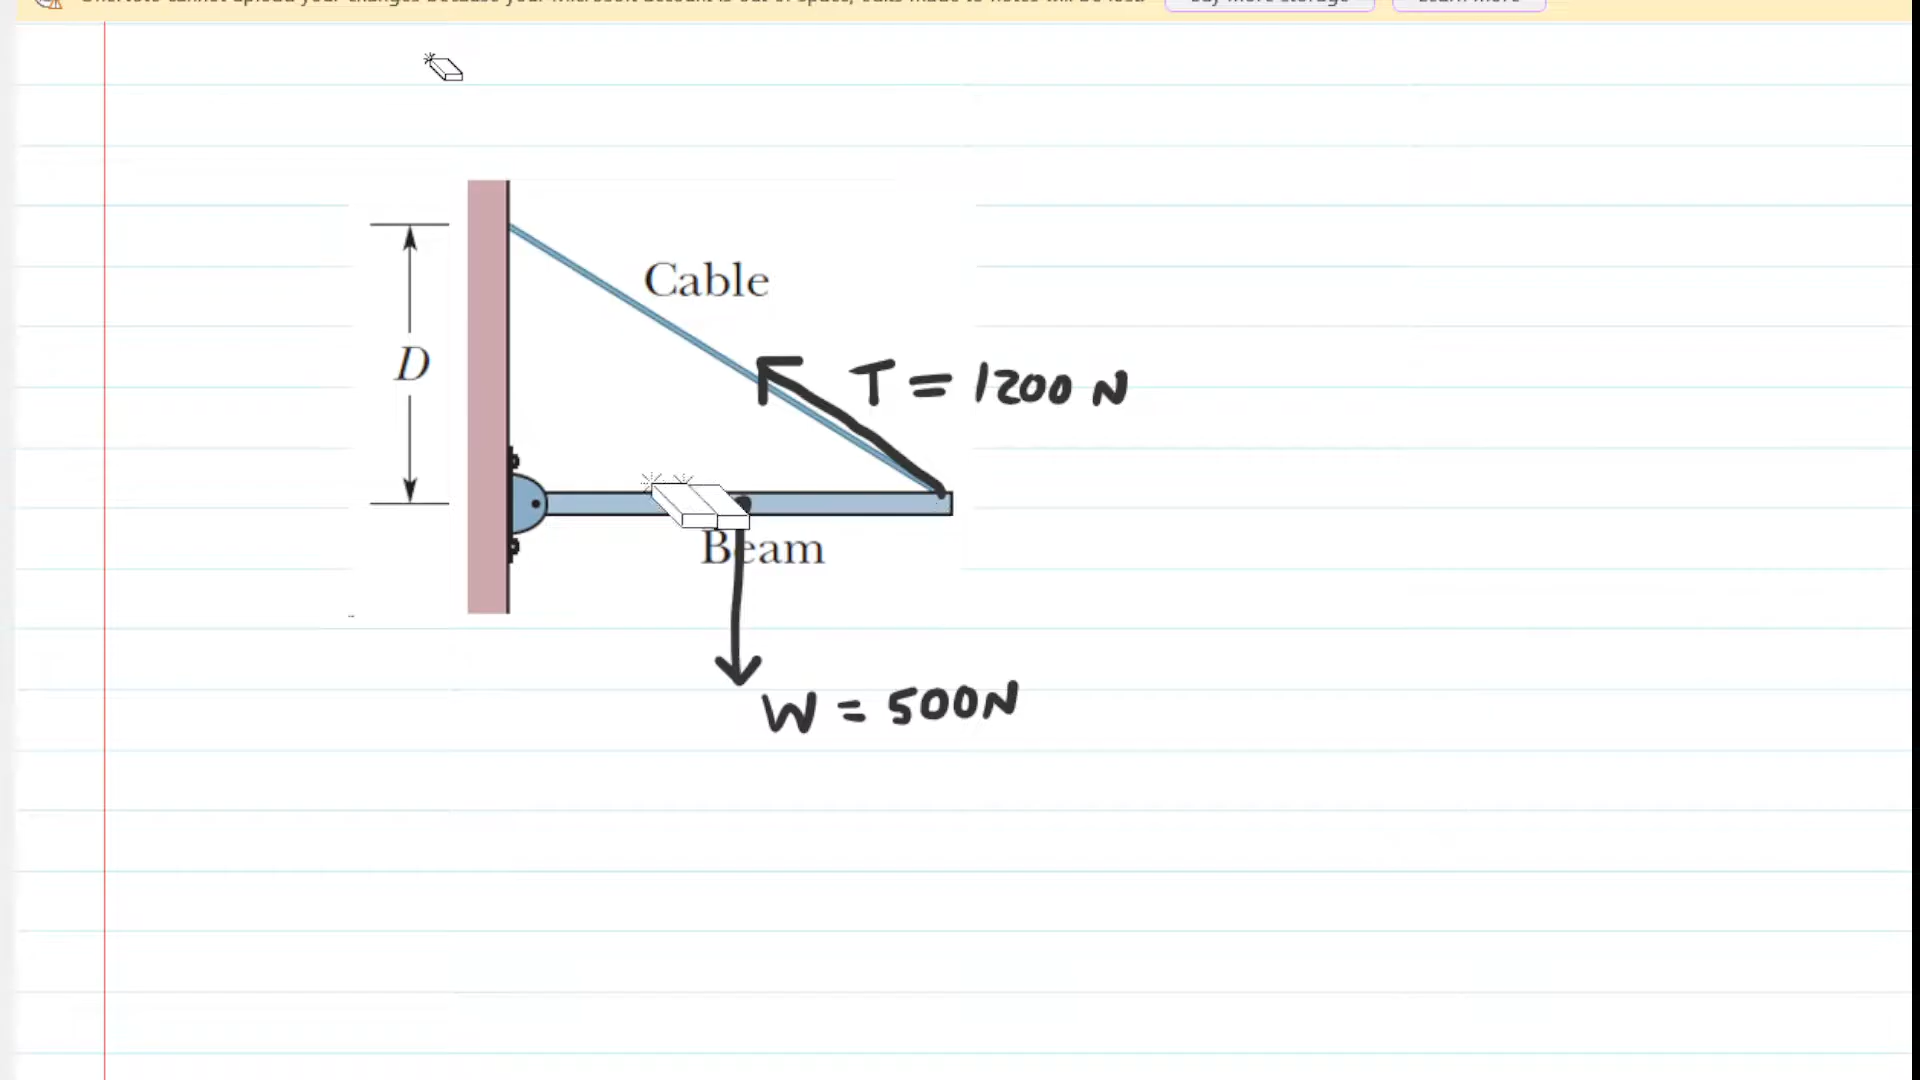 Cable
D
T = 1200 N
Beam
W = 500N